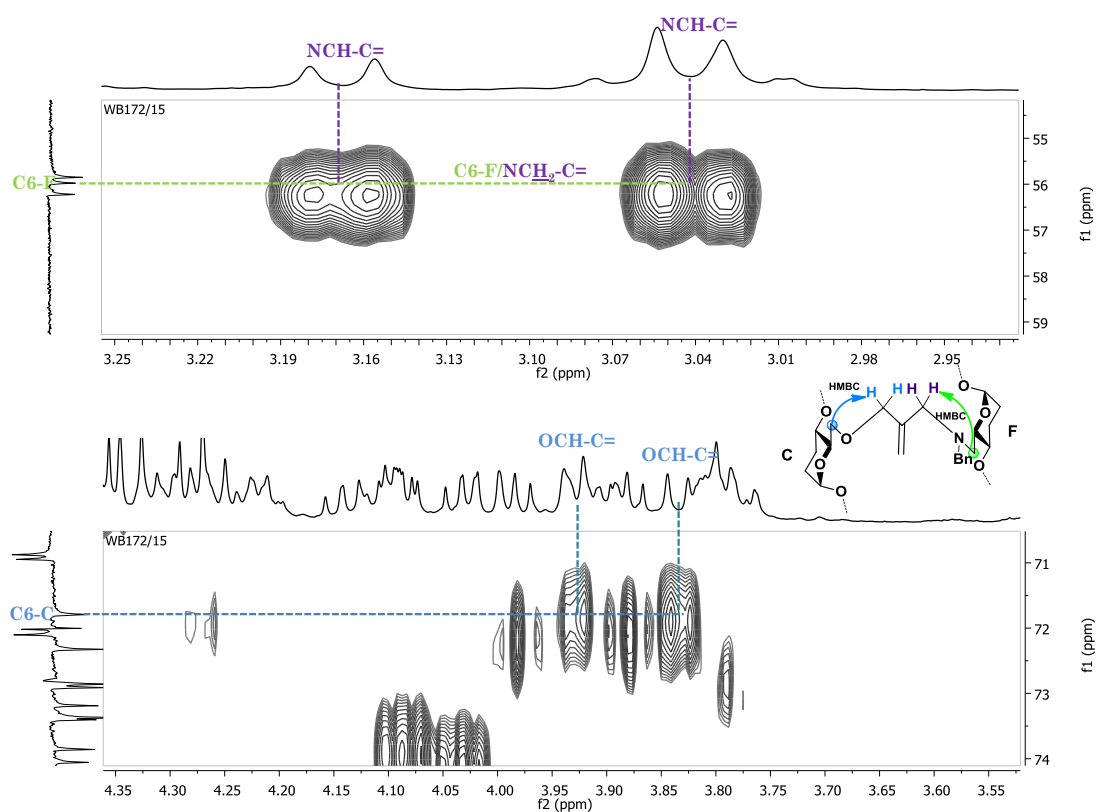 NCH-C=
NCH-C=
WB172/15
C6-F
C6-F/NCH₂-C=
55
56
57
58
59
f1 (ppm)
3.25 3.22 3.19 3.16 3.13 3.10 3.07 3.04 3.01 2.98 2.95
f2 (ppm)
HMBC
H H H H
O
O
O
HMBC
O
N
F
C
O
Bn
O
O
OCH-C=
OCH-C=
WB172/15
C6-C
71
72
73
74
f1 (ppm)
4.35 4.30 4.25 4.20 4.15 4.10 4.05 4.00 3.95 3.90 3.85 3.80 3.75 3.70 3.65 3.60 3.55
f2 (ppm)